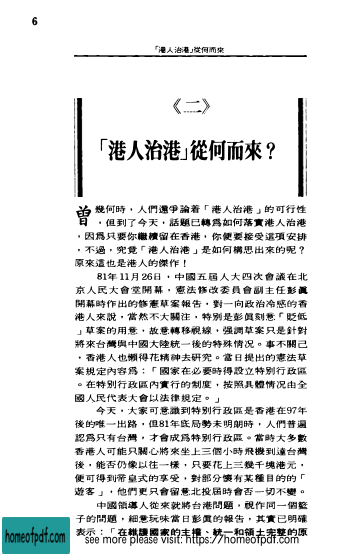 6
「港人治港」從何而來
《二》
「港人治港」從何而來？
曾幾何時，人們還爭論着「港人治港」的可行性
，但到了今天，話題已轉爲如何落實港人治港
，因爲只要你繼續留在香港，你便要接受這項安排
，不過，究竟「港人治港」是如何構思出來的呢？
原來這也是港人的傑作！
81年11月26日，中國五屆人大四次會議在北
京人民大會堂開幕，憲法修改委員會副主任彭眞
開幕時作出的修憲草案報告，對一向政治冷感的香
港人來說，當然不大關注，特別是彭眞刻意「貶低
」草案的用意，故意轉移視線，强調草案只是針對
將來台灣與中國大陸統一後的特殊情況。事不關己
，香港人也懶得花精神去硏究。當日提出的憲法草
案規定內容爲：「國家在必要時得設立特別行政區
。在特別行政區內實行的制度，按照具體情況由全
國人民代表大會以法律規定。」
今天，大家可意識到特別行政區是香港在97年
後的唯一出路，但81年底局勢未明朗時，人們普遍
認爲只有台灣，才會成爲特別行政區。當時大多數
香港人可能只關心將來坐上三個小時飛機到達台灣
後，能否仍像以往一樣，只要花上三幾千塊港元，
便可得到帝皇式的享受，對部分懷有某種目的的「
遊客」，他們更只會留意北投屆時會否一切不變。
中國領導人從來就將台港問題，視作同一個籃
子的問題，細意玩味當日彭眞的報告，其實已明確
表示：「在維護國家的主權、統一和領土完整的原
homeofpdf.com
see more please visit: https://homeofpdf.com
homeofpdf.com